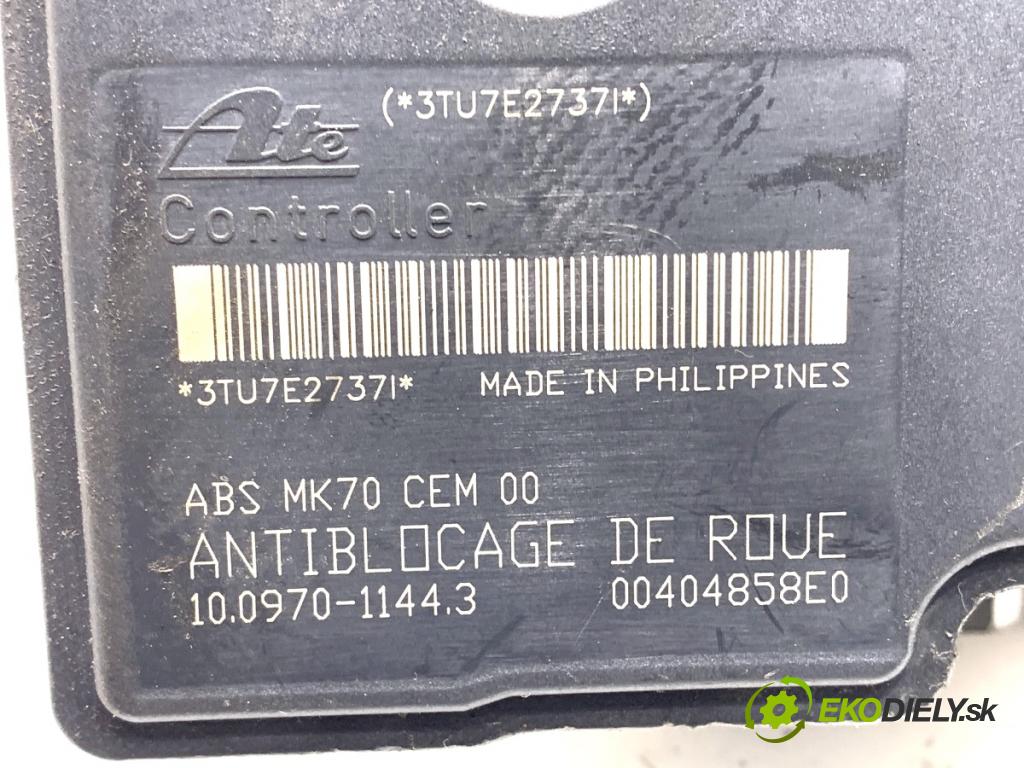 (*3TU7E2737I*)
Ate
Controller
*3TU7E2737I* MADE IN PHILIPPINES
ABS MK70 CEM 00
ANTIBLOCAGE DE ROUE
10.0970-1144.3 00404858E0
EKODIELY.sk